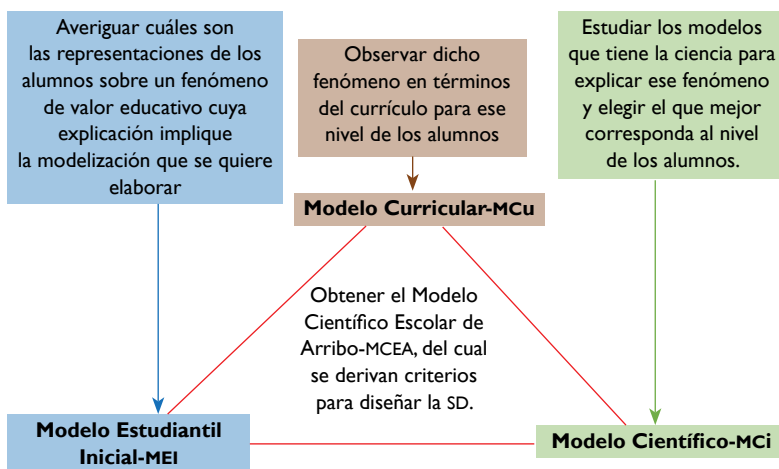 Averiguar cuáles son
las representaciones de los
alumnos sobre un fenómeno
de valor educativo cuya
explicación implique
la modelización que se quiere
elaborar
Observar dicho
fenómeno en términos
del currículo para ese
nivel de los alumnos
Estudiar los modelos
que tiene la ciencia para
explicar ese fenómeno
y elegir el que mejor
corresponda al nivel
de los alumnos.
Modelo Curricular-MCu
Obtener el Modelo
Científico Escolar de
Arribo-MCEA, del cual
se derivan criterios
para diseñar la SD.
Modelo Estudiantil
Inicial-MEI
Modelo Científico-MCi